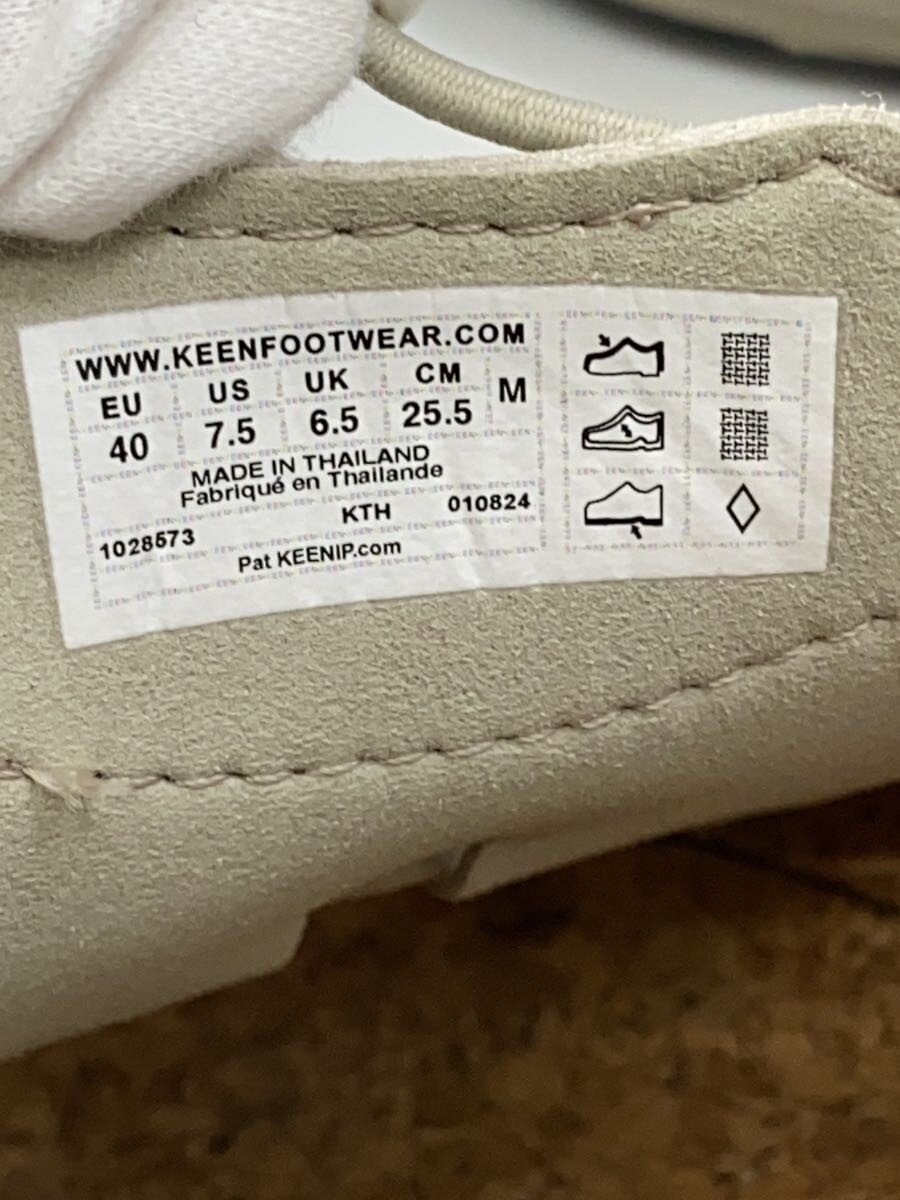 WWW.KEENFOOTWEAR.COM
EU US UK CM M
40 7.5 6.5 25.5
MADE IN THAILAND
Fabriqué en Thaïlande
1028573 KTH 010824
Pat KEENIP.com